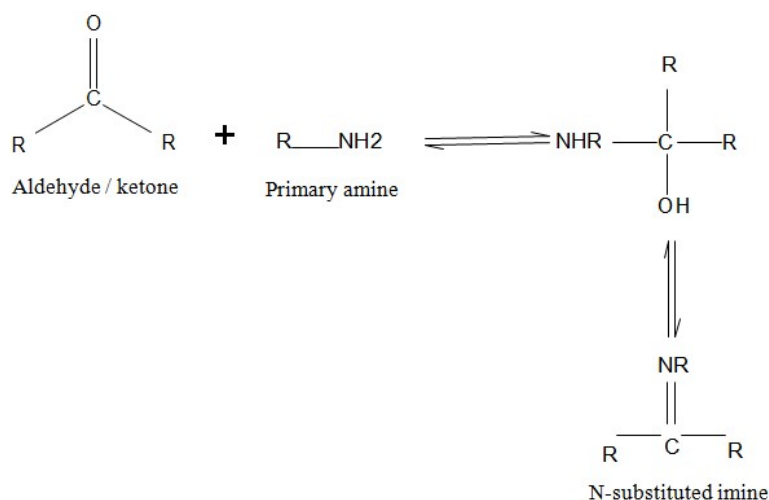 O
C
R
R
Aldehyde / ketone
+
R NH2
Primary amine
R
NHR C R
OH
NR
C
R
R
N-substituted imine